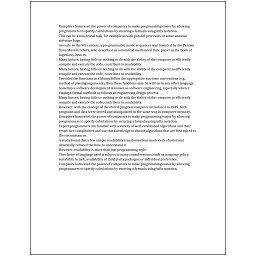 Compilers harnessed the power of computers to make programming easier by allowing
programmers to specify calculations by entering a formula using infix notation.
This can be a non-trivial task, for example as with parallel processes or some unusual
software bugs.
As early as the 9th century, a programmable music sequencer was invented by the Persian
Banu Musa brothers, who described an automated mechanical flute player in the Book of
Ingenious Devices.
Many factors, having little or nothing to do with the ability of the computer to efficiently
compile and execute the code, contribute to readability.
Many factors, having little or nothing to do with the ability of the computer to efficiently
compile and execute the code, contribute to readability.
Provided the functions in a library follow the appropriate run-time conventions (e.g.,
method of passing arguments), then these functions may be written in any other language.
Sometimes software development is known as software engineering, especially when it
employs formal methods or follows an engineering design process.
Many factors, having little or nothing to do with the ability of the computer to efficiently
compile and execute the code, contribute to readability.
However, with the concept of the stored-program computer introduced in 1949, both
programs and data were stored and manipulated in the same way in computer memory.
Compilers harnessed the power of computers to make programming easier by allowing
programmers to specify calculations by entering a formula using infix notation.
Expert programmers are familiar with a variety of well-established algorithms and their
respective complexities and use this knowledge to choose algorithms that are best suited to
the circumstances.
A study found that a few simple readability transformations made code shorter and
drastically reduced the time to understand it.
However, readability is more than just programming style.
The choice of language used is subject to many considerations, such as company policy,
suitability to task, availability of third-party packages, or individual preference.
Compilers harnessed the power of computers to make programming easier by allowing
programmers to specify calculations by entering a formula using infix notation.